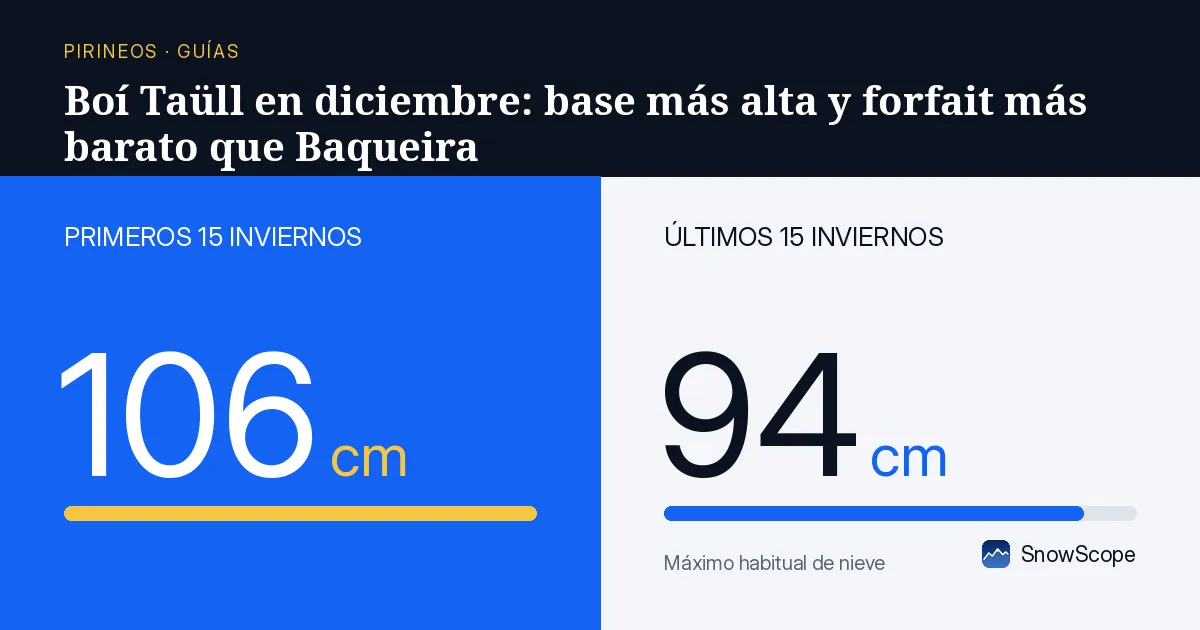 PIRINEOS · GUÍAS
Boí Taüll en diciembre: base más alta y forfait más
barato que Baqueira
PRIMEROS 15 INVIERNOS
106 cm
ÚLTIMOS 15 INVIERNOS
94 cm
Máximo habitual de nieve
SnowScope